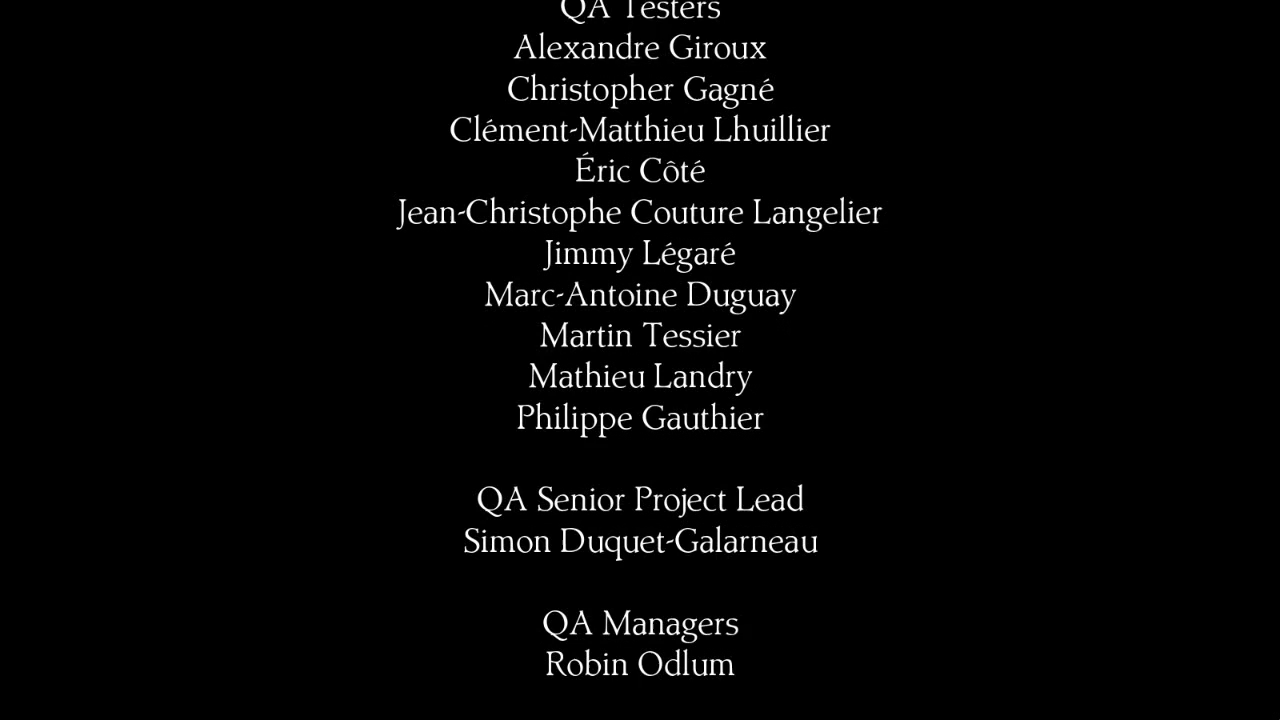 QA Testers
Alexandre Giroux
Christopher Gagné
Clément-Matthieu Lhuillier
Éric Côté
Jean-Christophe Couture Langelier
Jimmy Légaré
Marc-Antoine Duguay
Martin Tessier
Mathieu Landry
Philippe Gauthier
QA Senior Project Lead
Simon Duquet-Galarneau
QA Managers
Robin Odlum